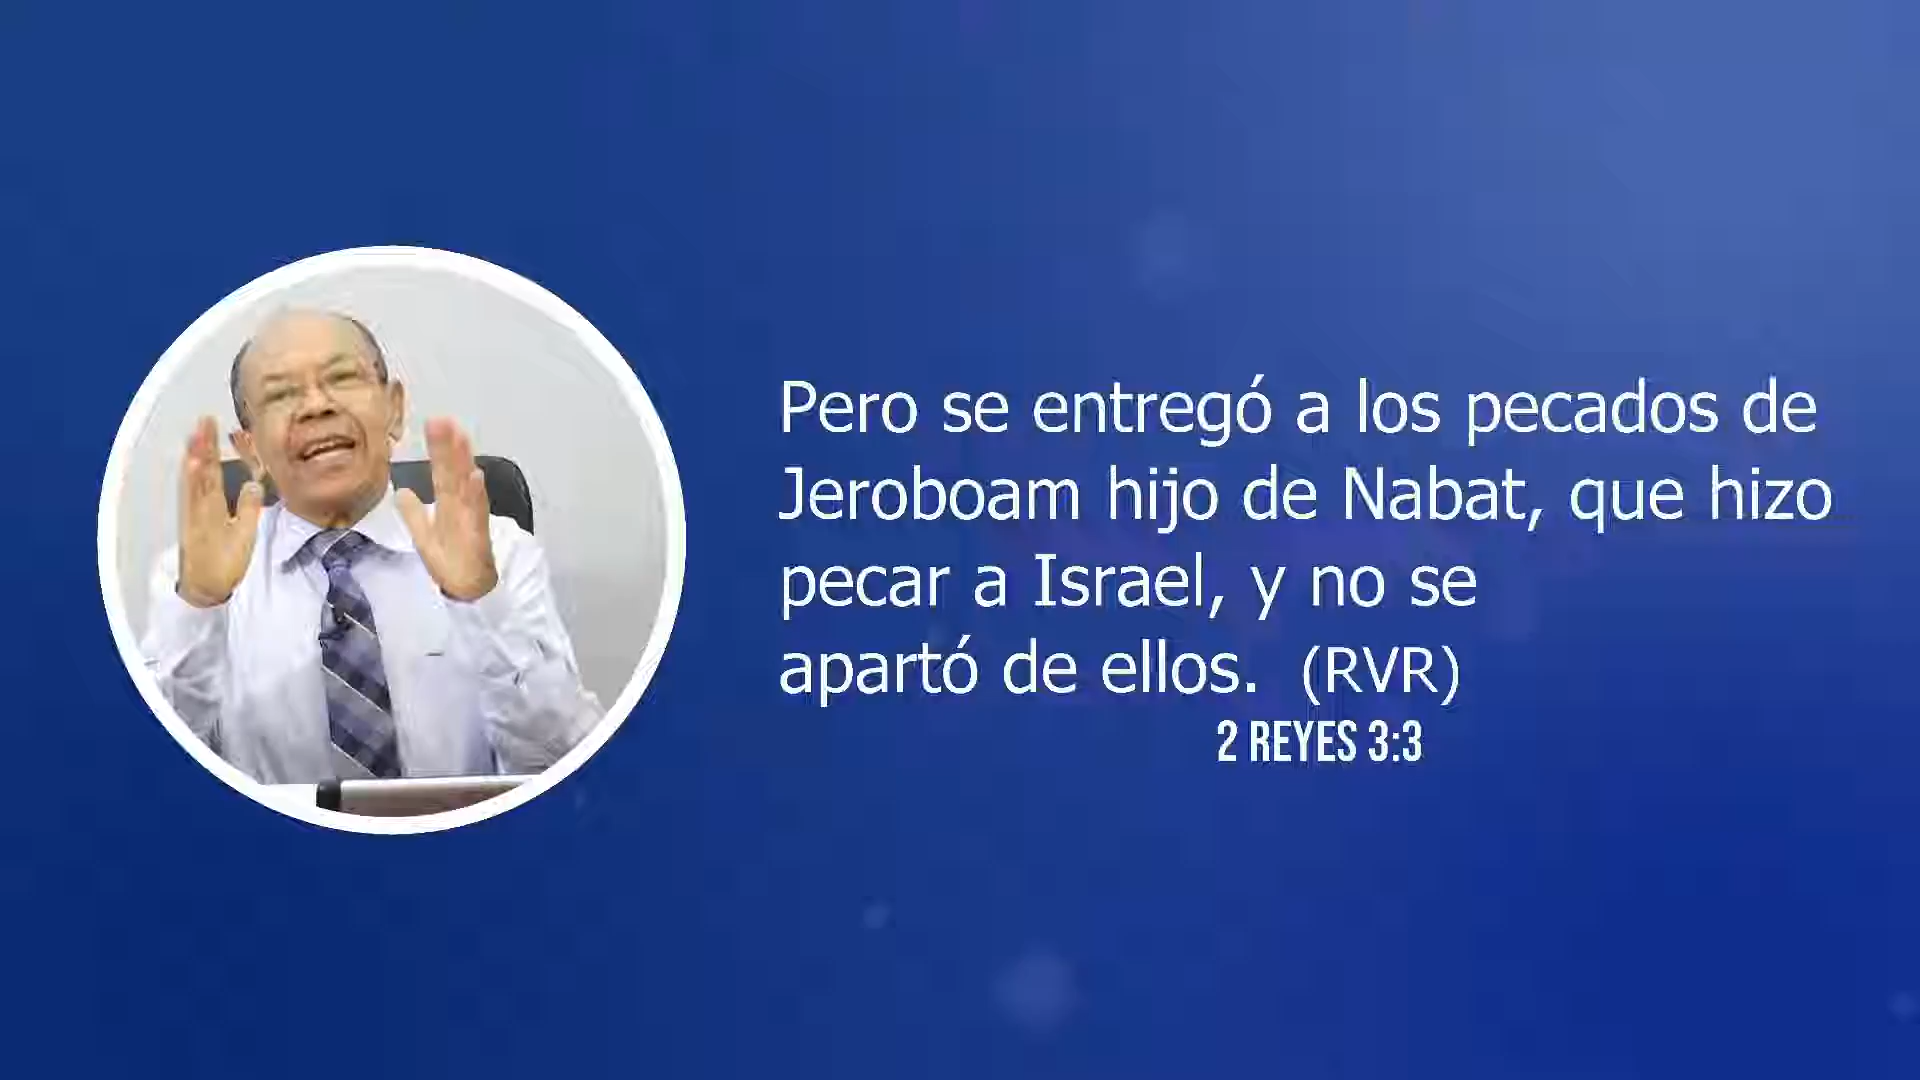 Pero se entregó a los pecados de
Jeroboam hijo de Nabat, que hizo
pecar a Israel, y no se
apartó de ellos. (RVR)
2 REYES 3:3